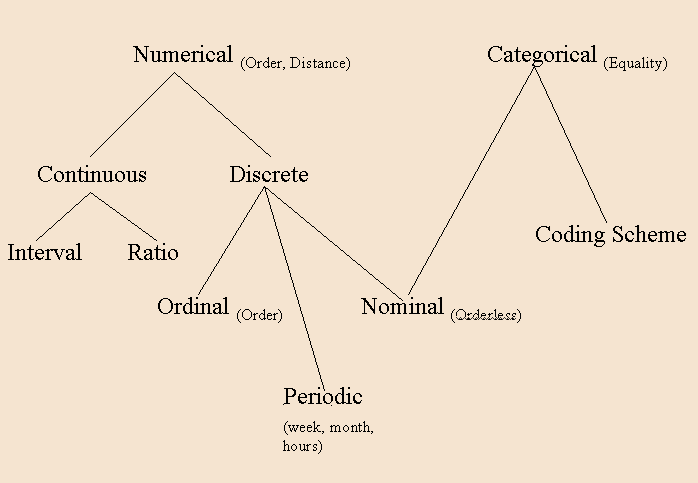 Numerical (Order, Distance)
Categorical (Equality)
Continuous
Discrete
Interval
Ratio
Coding Scheme
Ordinal (Order)
Nominal (Orderless)
Periodic
(week, month,
hours)